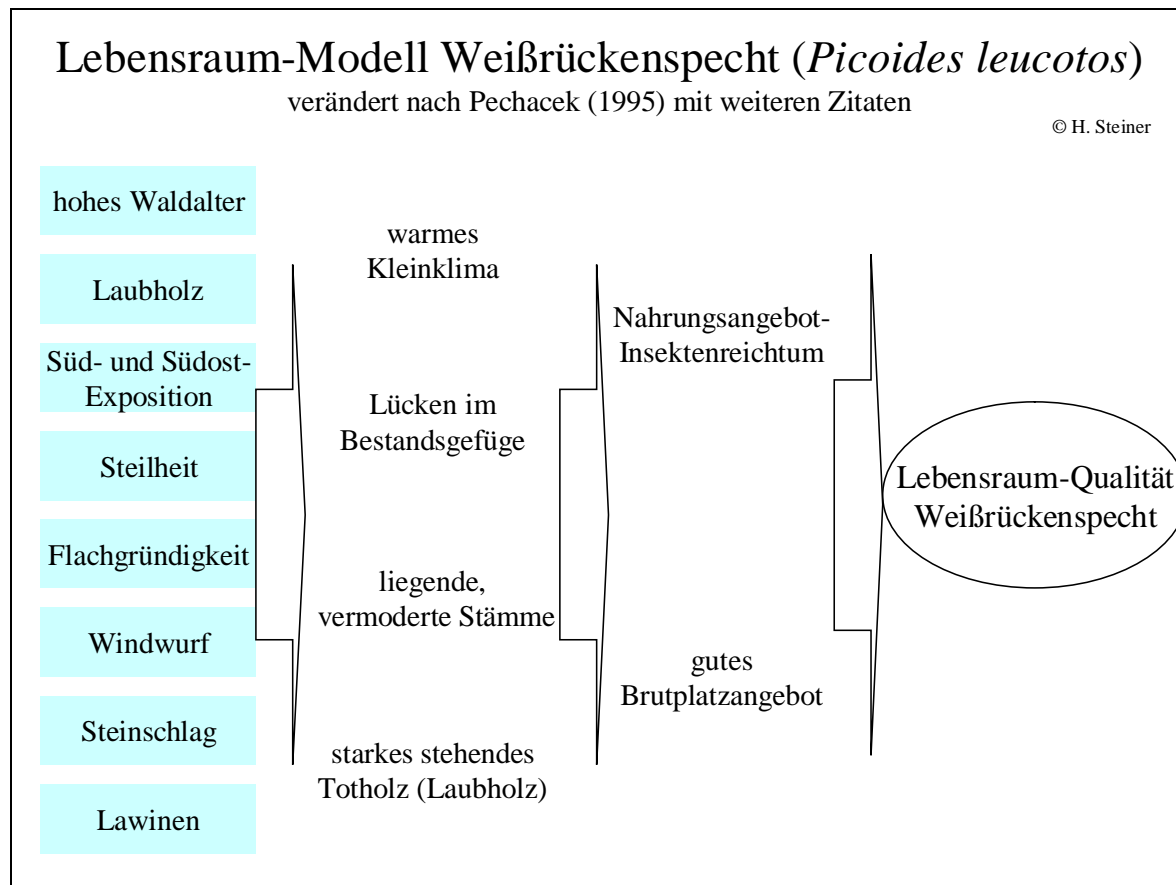 Lebensraum-Modell Weißrückenspecht (Picoides leucotos)
verändert nach Pechacek (1995) mit weiteren Zitaten
© H. Steiner
hohes Waldalter
Laubholz
Süd- und Südost-
Exposition
Steilheit
Flachgründigkeit
Windwurf
Steinschlag
Lawinen
warmes
Kleinklima
Lücken im
Bestandsgefüge
liegende,
vermoderte Stämme
starkes stehendes
Totholz (Laubholz)
Nahrungsangebot-
Insektenreichtum
gutes
Brutplatzangebot
Lebensraum-Qualität
Weißrückenspecht